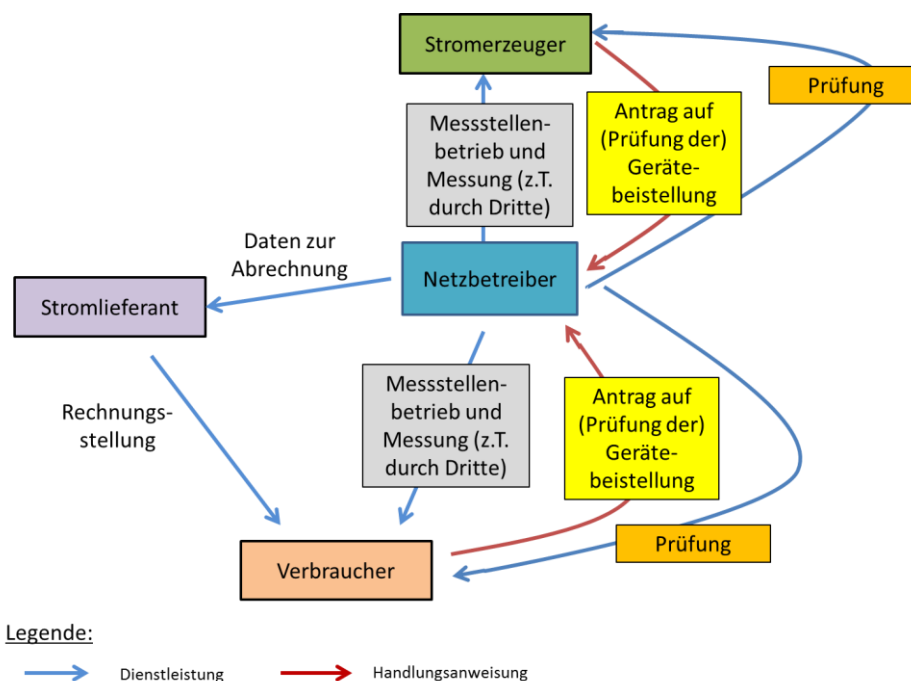 Stromerzeuger
Prüfung
Messstellen-
betrieb und
Messung (z.T.
durch Dritte)
Antrag auf
(Prüfung der)
Geräte-
beistellung
Daten zur
Abrechnung
Netzbetreiber
Stromlieferant
Rechnungs-
stellung
Messstellen-
betrieb und
Messung (z.T.
durch Dritte)
Antrag auf
(Prüfung der)
Geräte-
beistellung
Prüfung
Verbraucher
Legende:
Dienstleistung
Handlungsanweisung